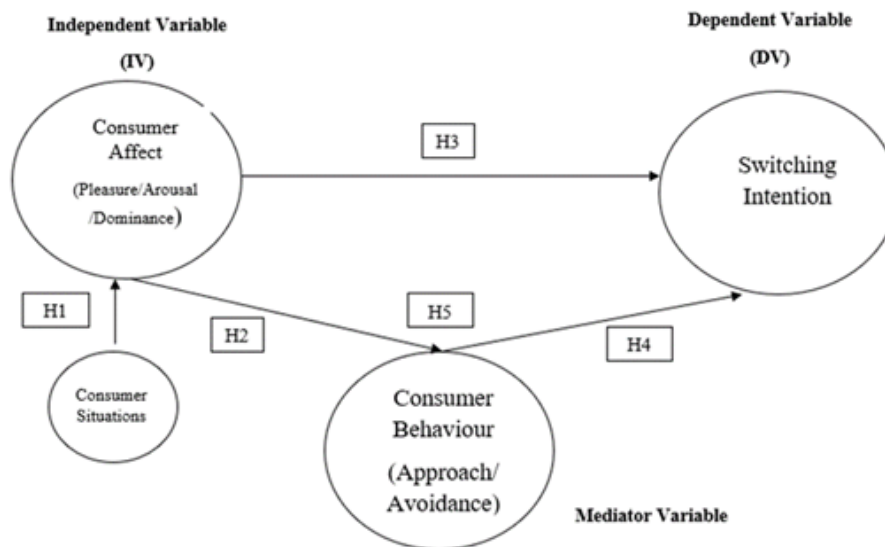 Independent Variable
(IV)
Dependent Variable
(DV)
Consumer
Affect
(Pleasure/Arousal
/Dominance)
H3
Switching
Intention
H1
H2
H5
H4
Consumer
Situations
Consumer
Behaviour
(Approach/
Avoidance)
Mediator Variable